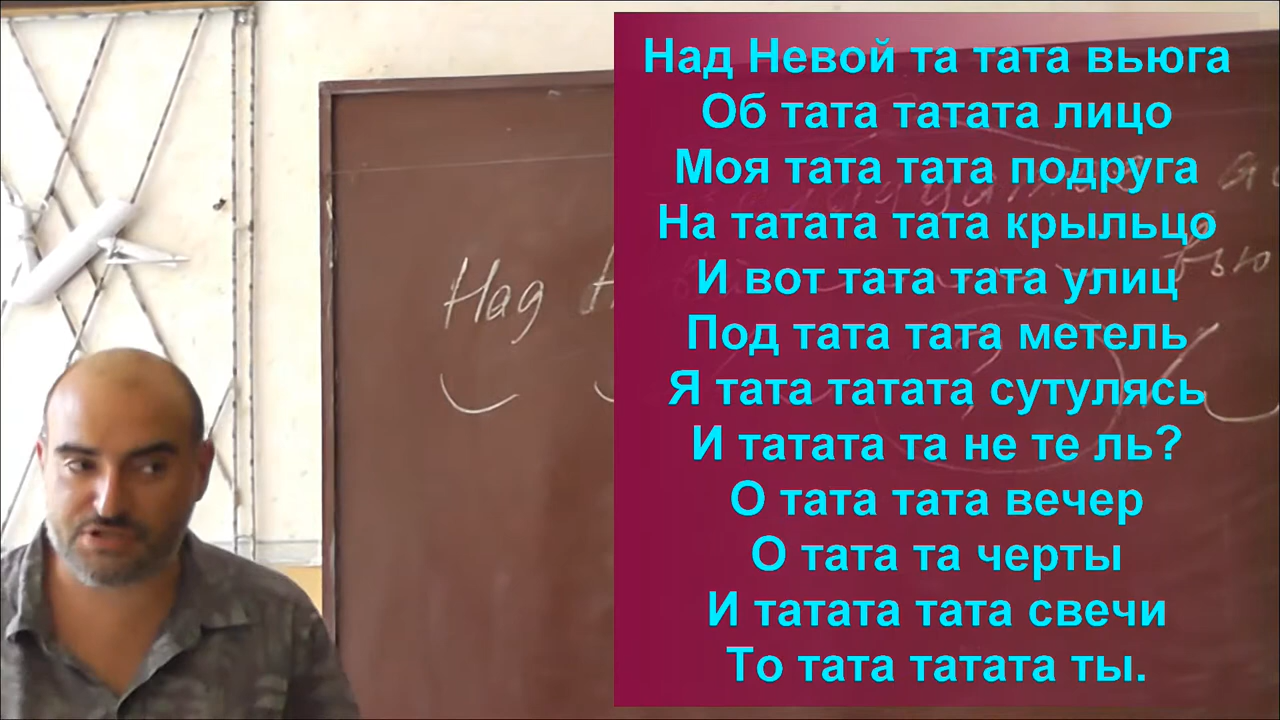 Над Невой та тата вьюга
Об тата татата лицо
Моя тата тата подруга
На татата тата крыльцо
И вот тата тата улиц
Под тата тата метель
Я тата татата сутулясь
И татата та не те ль?
О тата тата вечер
О тата та черты
И татата тата свечи
То тата татата ты.
Над
вью